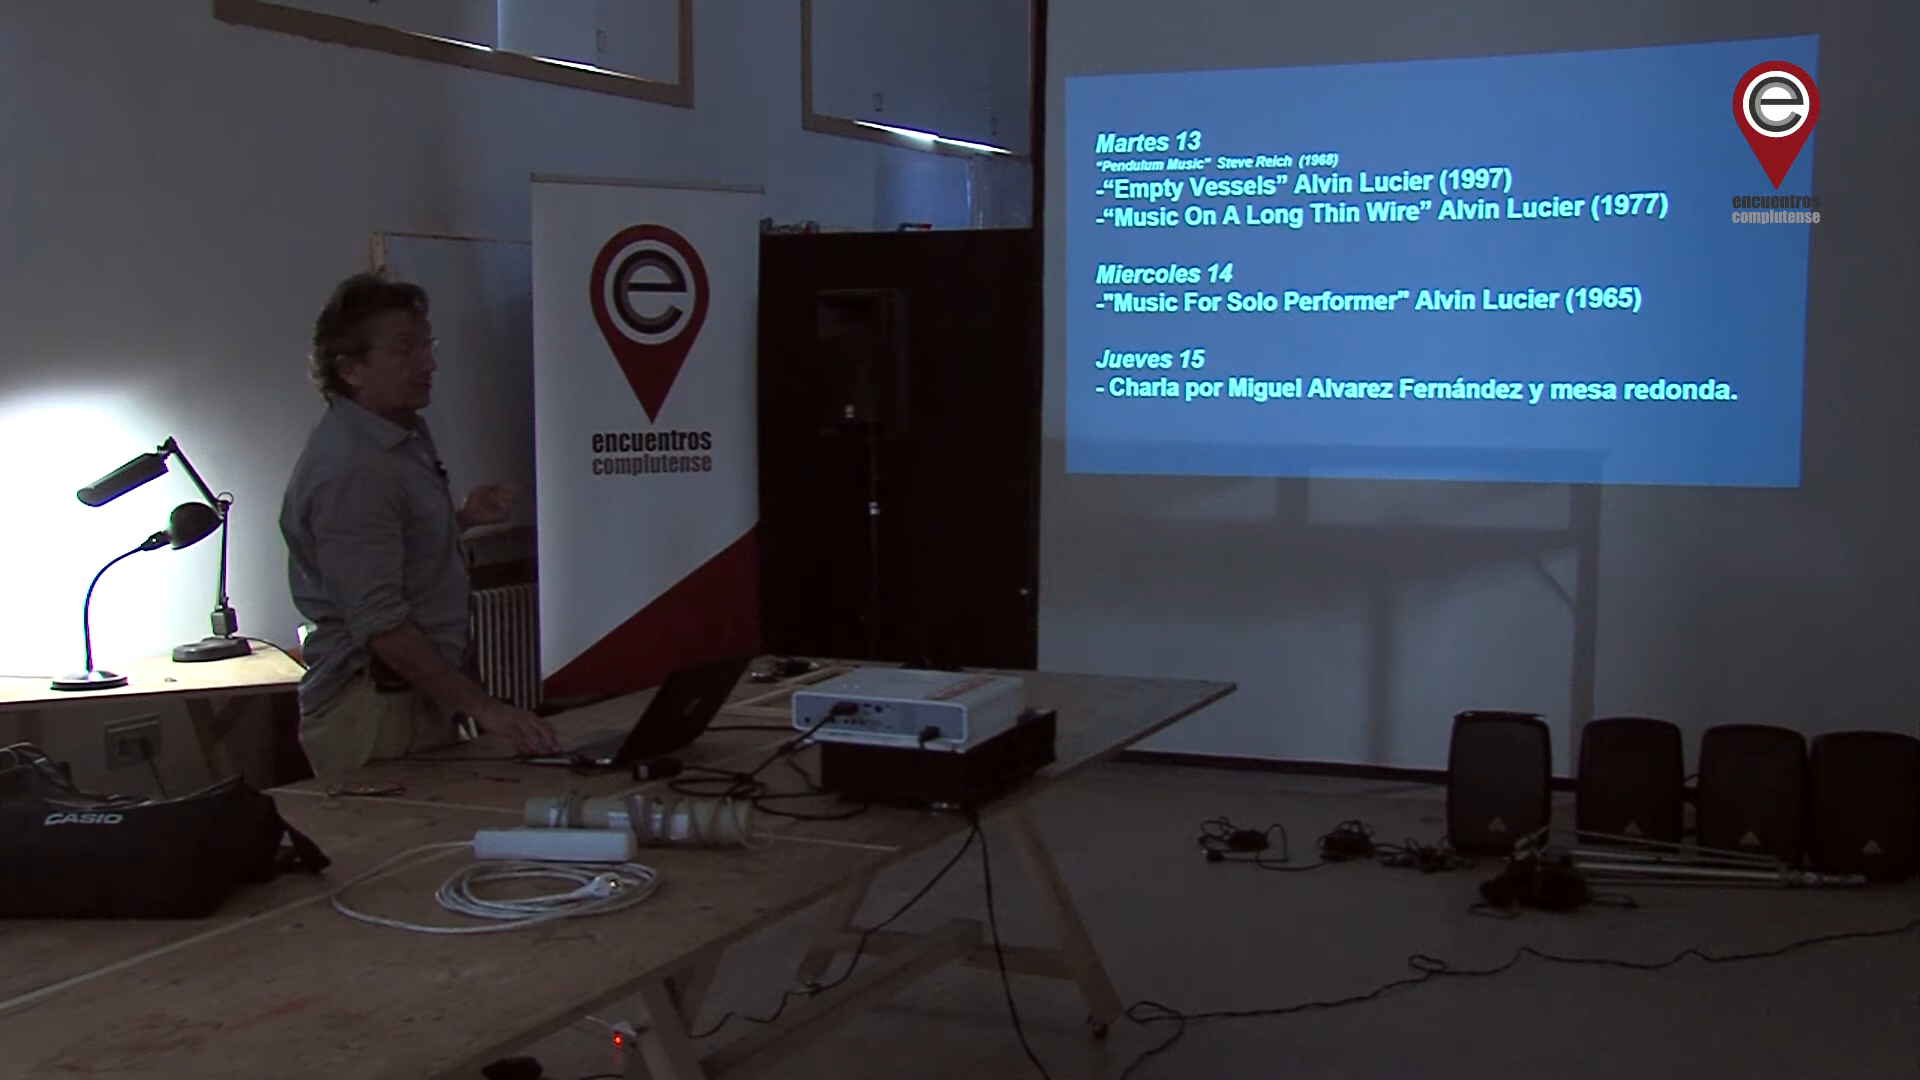 Martes 13
“Pendulum Music” Steve Reich (1968)
-“Empty Vessels” Alvin Lucier (1997)
-“Music On A Long Thin Wire” Alvin Lucier (1977)
Miercoles 14
-"Music For Solo Performer" Alvin Lucier (1965)
Jueves 15
- Charla por Miguel Alvarez Fernández y mesa redonda.
e
encuentros
complutense
e
encuentros
complutense
CASIO